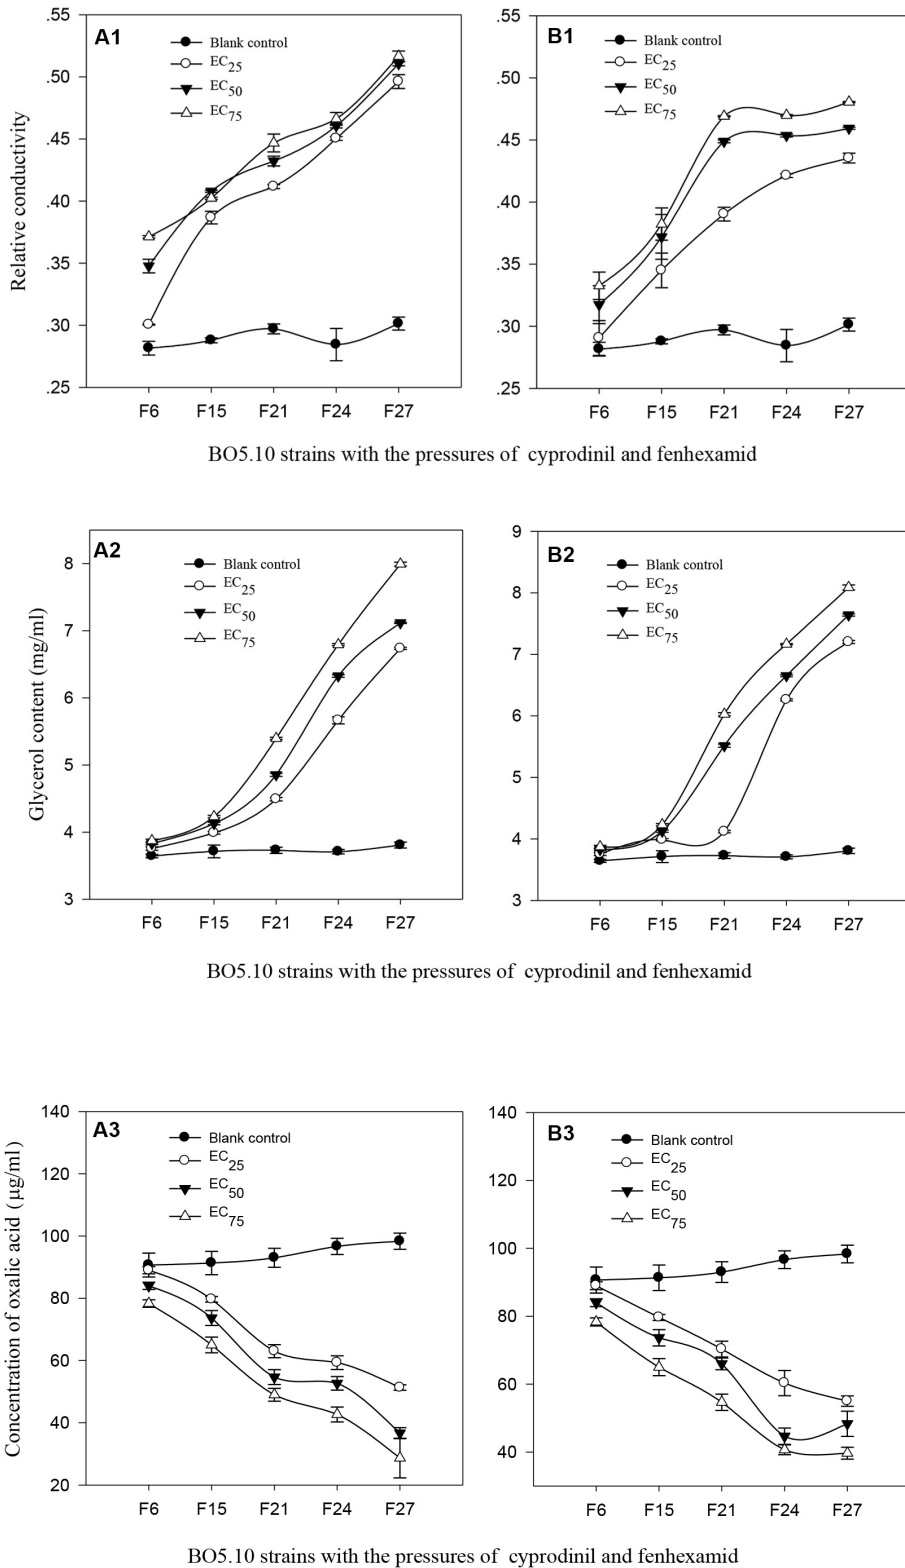 A1
Blank control
EC25
EC50
EC75
.55
.50
.45
.40
.35
.30
.25
Relative conductivity
F6 F15 F21 F24 F27
B1
Blank control
EC25
EC50
EC75
.55
.50
.45
.40
.35
.30
.25
F6 F15 F21 F24 F27
BO5.10 strains with the pressures of cyprodinil and fenhexamid
A2
Blank control
EC25
EC50
EC75
8
7
6
5
4
3
Glycerol content (mg/ml)
F6 F15 F21 F24 F27
B2
Blank control
EC25
EC50
EC75
9
8
7
6
5
4
3
F6 F15 F21 F24 F27
BO5.10 strains with the pressures of cyprodinil and fenhexamid
A3
Blank control
EC25
EC50
EC75
140
120
100
80
60
40
20
Concentration of oxalic acid (μg/ml)
F6 F15 F21 F24 F27
B3
Blank control
EC25
EC50
EC75
140
120
100
80
60
40
F6 F15 F21 F24 F27
BO5.10 strains with the pressures of cyprodinil and fenhexamid